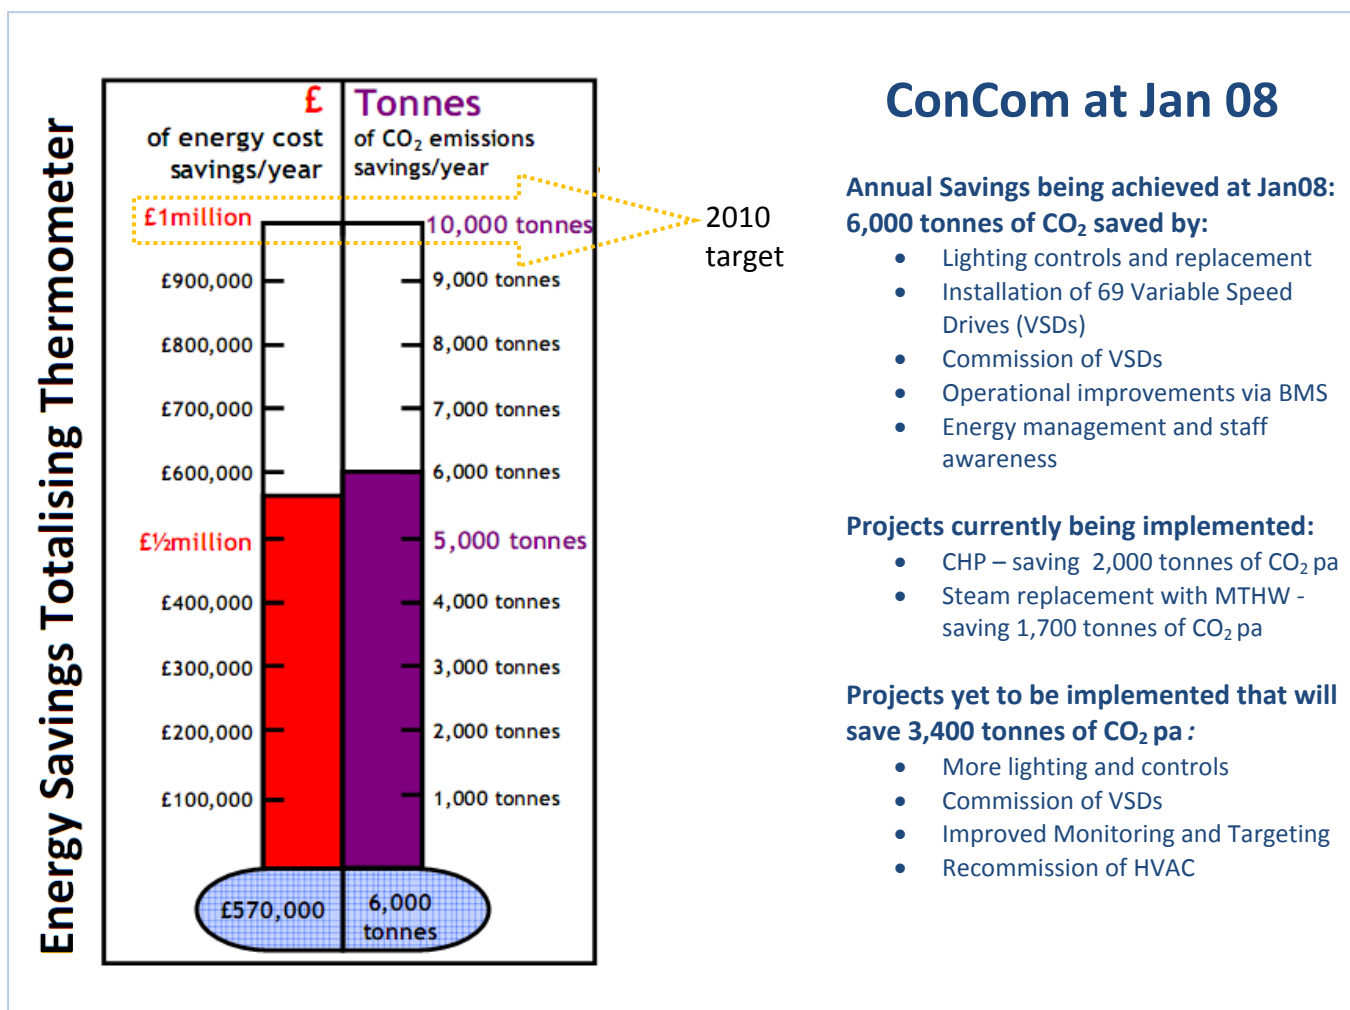 Energy Savings Totalising Thermometer
£
of energy cost
savings/year
Tonnes
of CO₂ emissions
savings/year
£1million
£900,000
£800,000
£700,000
£600,000
£½million
£400,000
£300,000
£200,000
£100,000
10,000 tonnes
9,000 tonnes
8,000 tonnes
7,000 tonnes
6,000 tonnes
5,000 tonnes
4,000 tonnes
3,000 tonnes
2,000 tonnes
1,000 tonnes
£570,000
6,000
tonnes
2010
target
ConCom at Jan 08
Annual Savings being achieved at Jan08:
6,000 tonnes of CO₂ saved by:
• Lighting controls and replacement
• Installation of 69 Variable Speed
Drives (VSDs)
• Commission of VSDs
• Operational improvements via BMS
• Energy management and staff
awareness
Projects currently being implemented:
• CHP – saving 2,000 tonnes of CO₂ pa
• Steam replacement with MTHW -
saving 1,700 tonnes of CO₂ pa
Projects yet to be implemented that will
save 3,400 tonnes of CO₂ pa :
• More lighting and controls
• Commission of VSDs
• Improved Monitoring and Targeting
• Recommission of HVAC